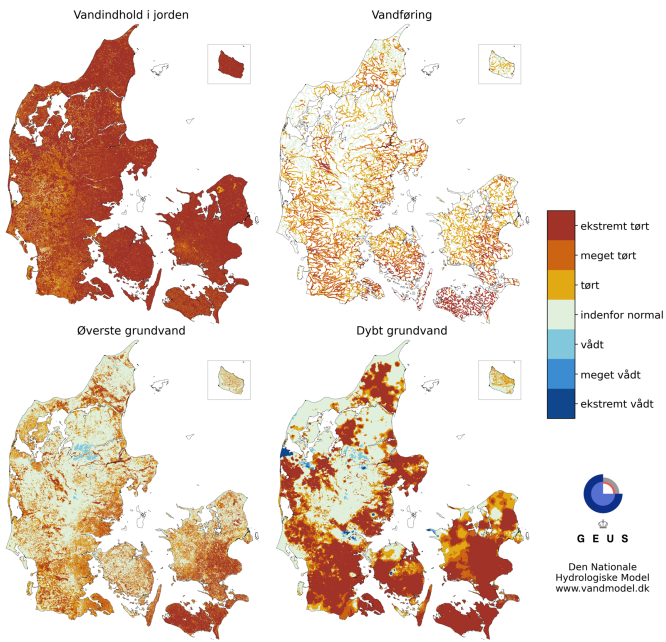 Vandindhold i jorden
Vandføring
ekstremt tørt
meget tørt
tørt
indenfor normal
vådt
meget vådt
ekstremt vådt
Øverste grundvand
Dybt grundvand
G E U S
Den Nationale
Hydrologiske Model
www.vandmodel.dk